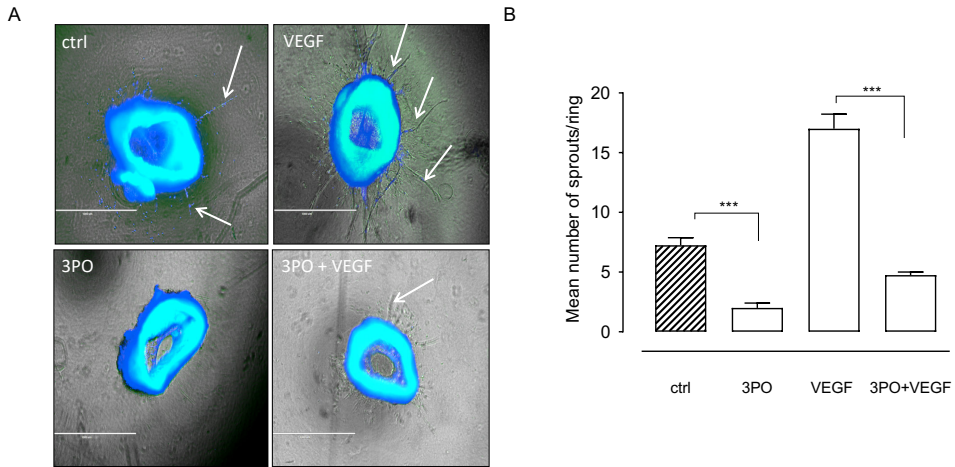 A
ctrl
VEGF
3PO
3PO + VEGF
B
Mean number of sprouts/ring
20
15
10
5
0
***
***
ctrl
3PO
VEGF
3PO+VEGF